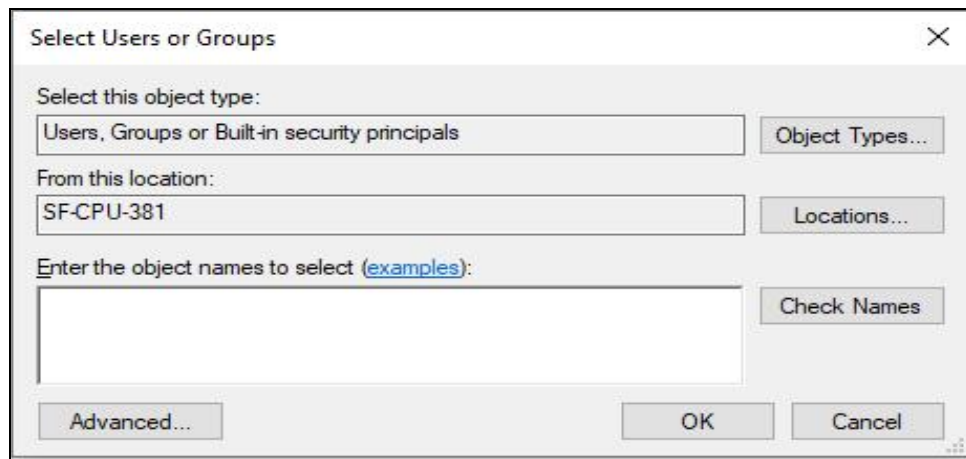 Select Users or Groups
Select this object type:
Users, Groups or Built-in security principals
Object Types...
From this location:
SF-CPU-381
Locations...
Enter the object names to select (examples):
Check Names
Advanced...
OK
Cancel